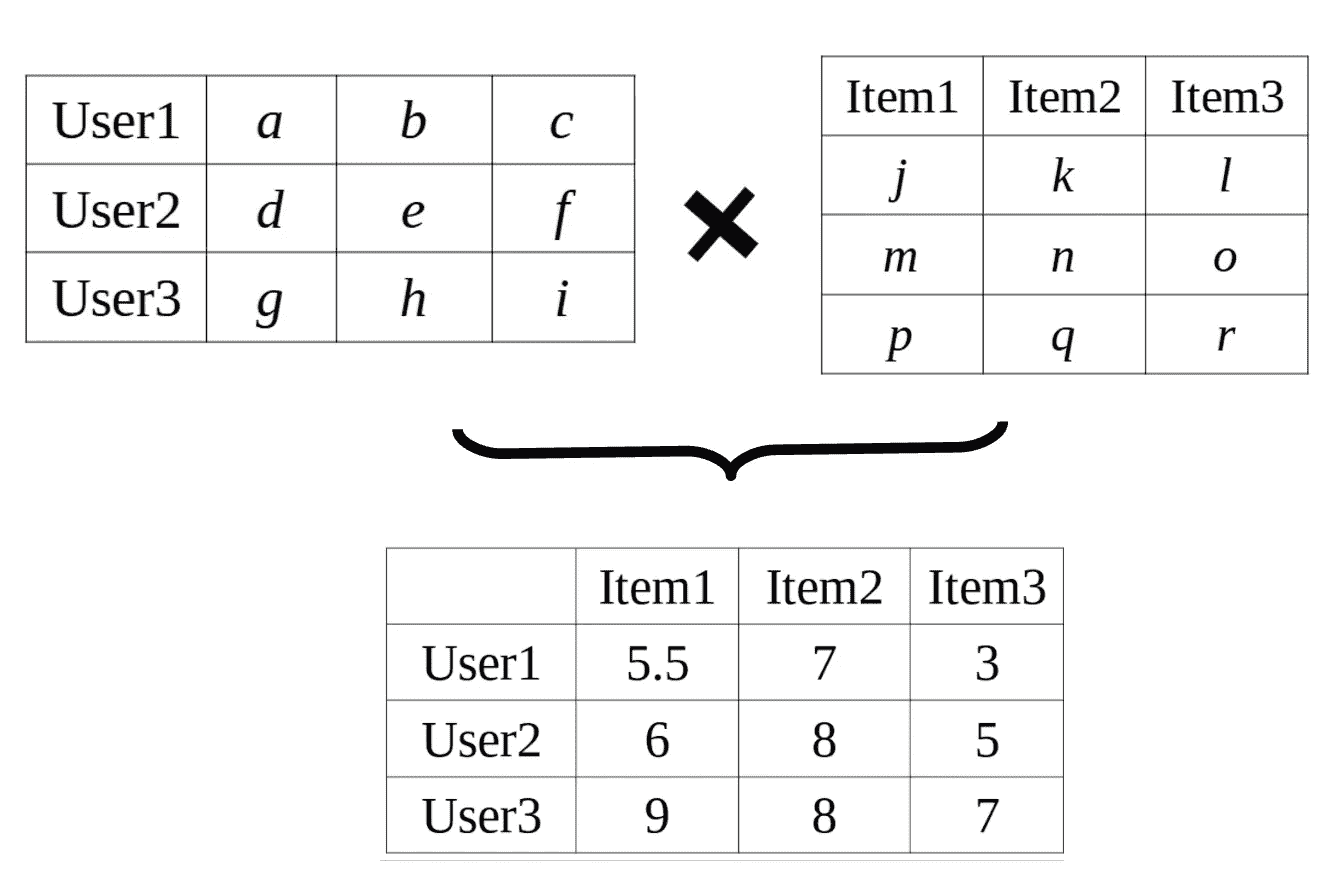 User1 a b c
User2 d e f
User3 g h i
Item1 Item2 Item3
j k l
m n o
p q r
Item1 Item2 Item3
User1 5.5 7 3
User2 6 8 5
User3 9 8 7